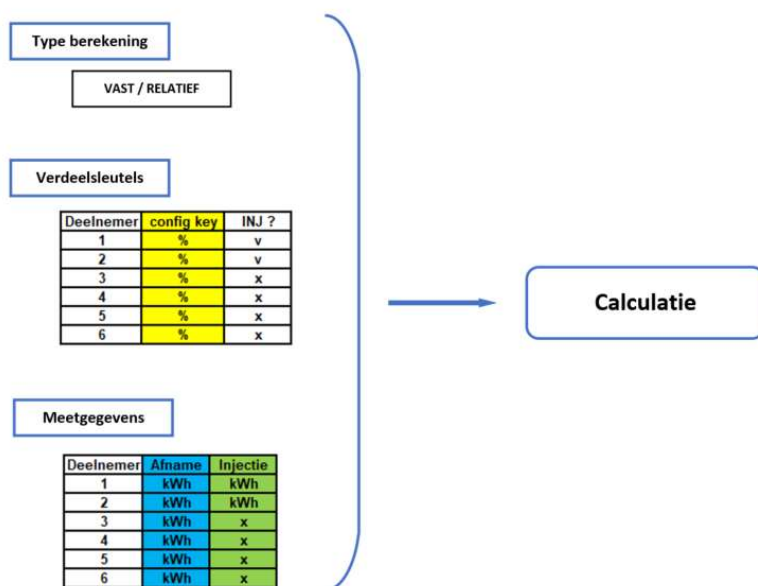 Type berekening
VAST / RELATIEF
Verdeelsleutels
Deelnemer config key INJ ?
1 % v
2 % v
3 % x
4 % x
5 % x
6 % x
Calculatie
Meetgegevens
Deelnemer Afname Injectie
1 kWh kWh
2 kWh kWh
3 kWh x
4 kWh x
5 kWh x
6 kWh x